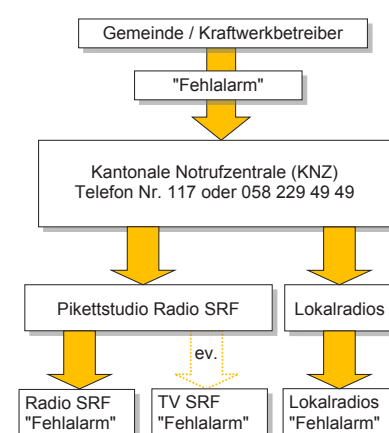 Gemeinde / Kraftwerkbetreiber
"Fehlalarm"
Kantonale Notrufzentrale (KNZ)
Telefon Nr. 117 oder 058 229 49 49
Pikettstudio Radio SRF
Lokalradios
ev.
Radio SRF
"Fehlalarm"
TV SRF
"Fehlalarm"
Lokalradios
"Fehlalarm"